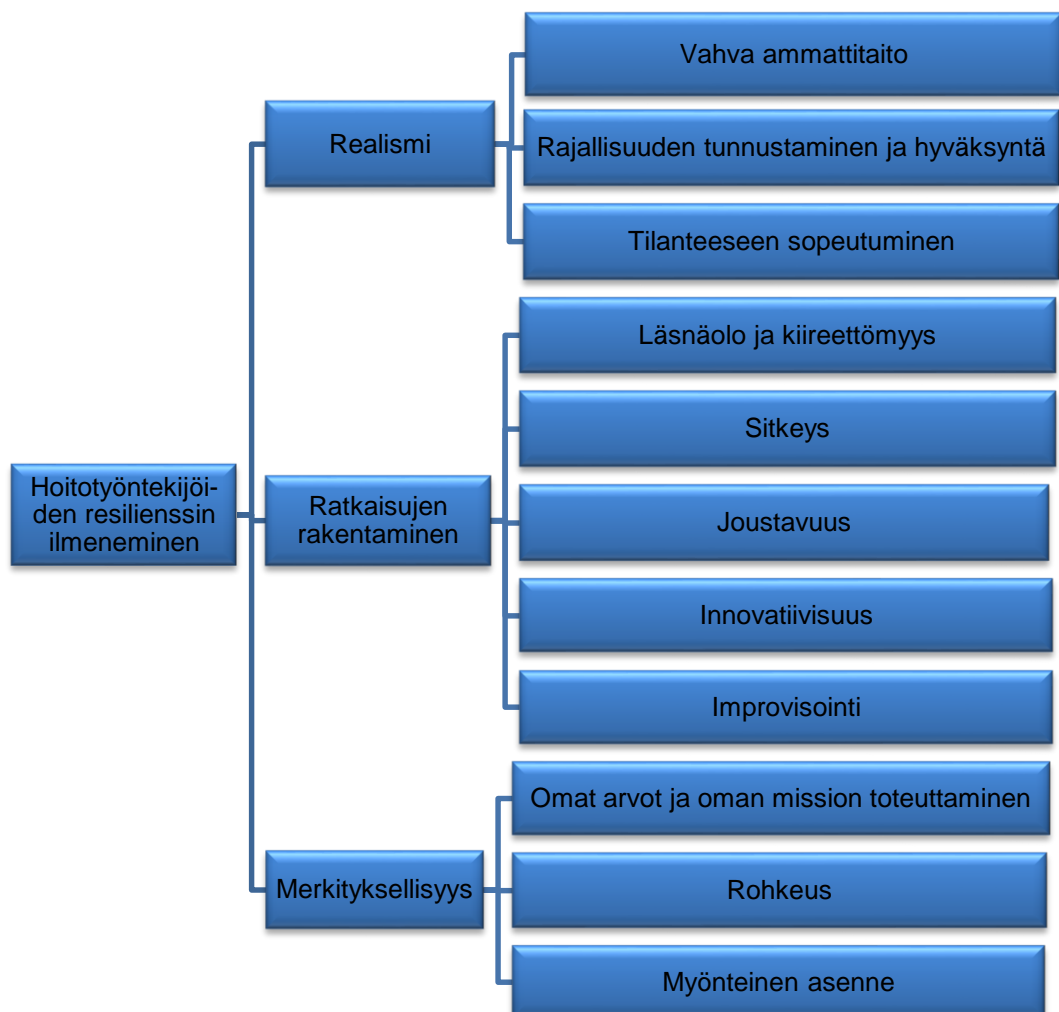 Hoitotyöntekijöi-
den resilienssin
ilmeneminen
Realismi
Vahva ammattitaito
Rajallisuuden tunnustaminen ja hyväksyntä
Tilanteeseen sopeutuminen
Ratkaisujen
rakentaminen
Läsnäolo ja kiireettömyys
Sitkeys
Joustavuus
Innovatiivisuus
Improvisointi
Merkityksellisyys
Omat arvot ja oman mission toteuttaminen
Rohkeus
Myönteinen asenne